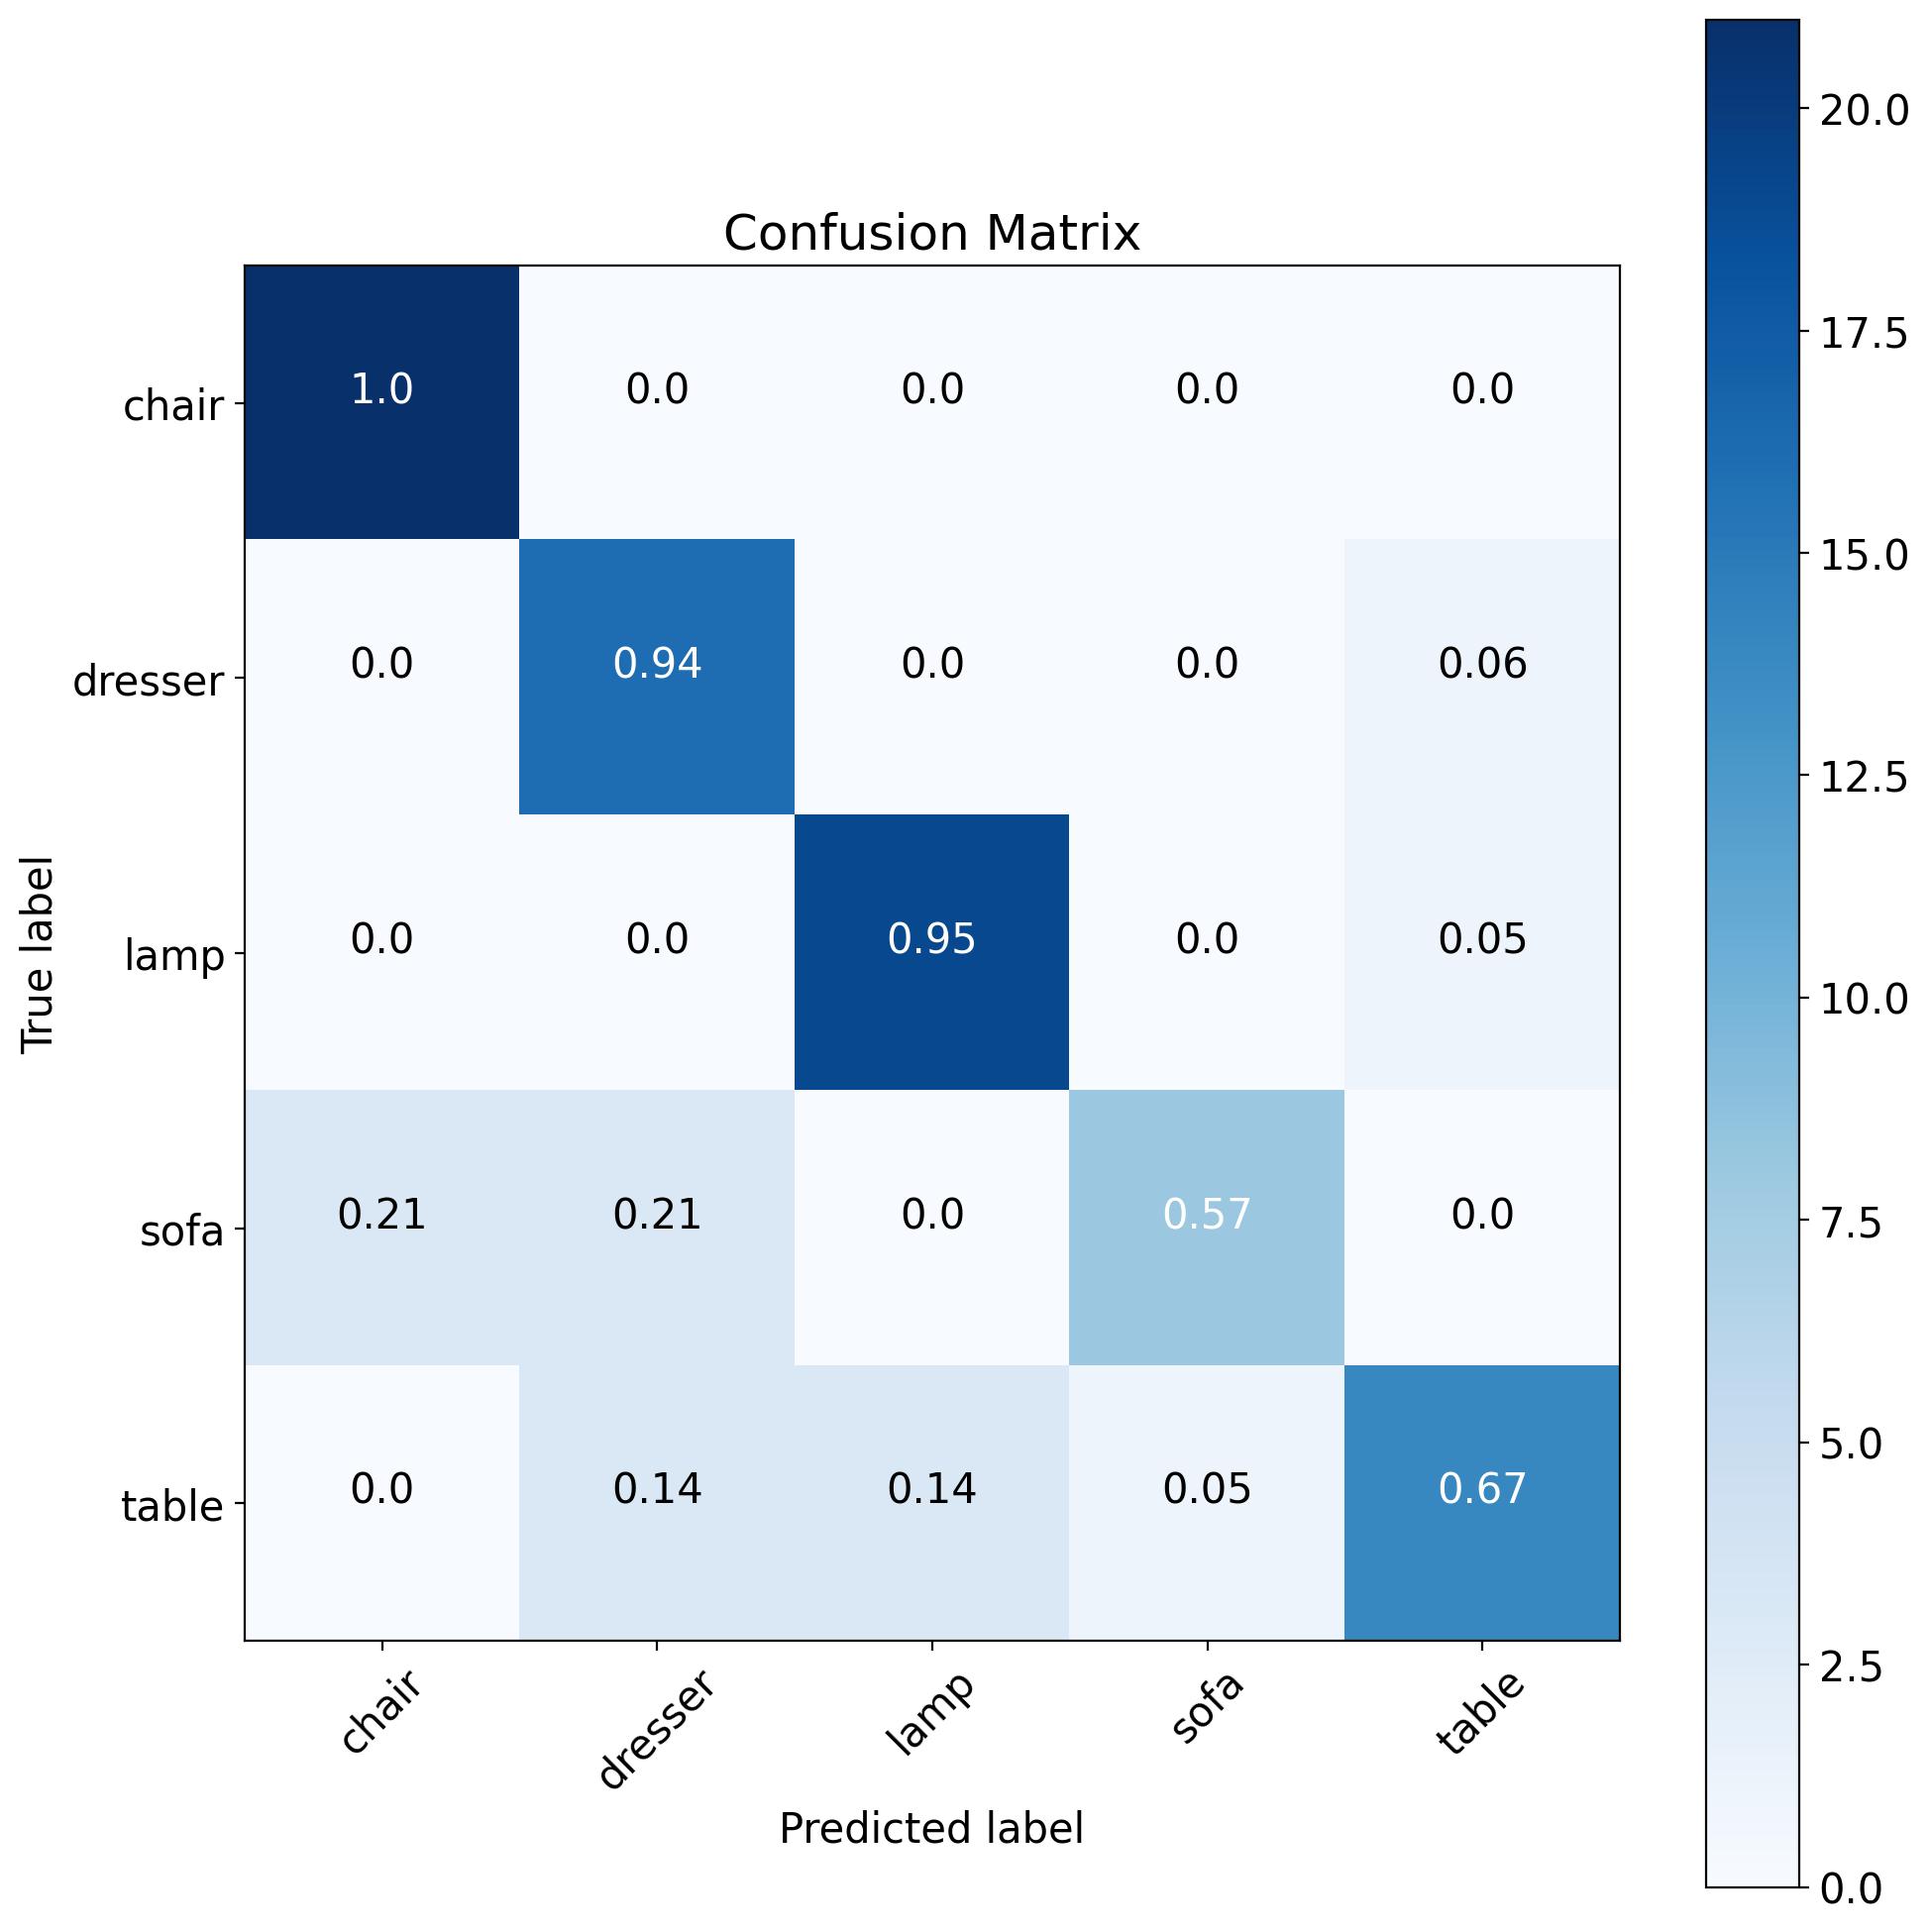 Confusion Matrix
True label
chair 1.0 0.0 0.0 0.0 0.0
dresser 0.0 0.94 0.0 0.0 0.06
lamp 0.0 0.0 0.95 0.0 0.05
sofa 0.21 0.21 0.0 0.57 0.0
table 0.0 0.14 0.14 0.05 0.67
chair dresser lamp sofa table
Predicted label
20.0
17.5
15.0
12.5
10.0
7.5
5.0
2.5
0.0